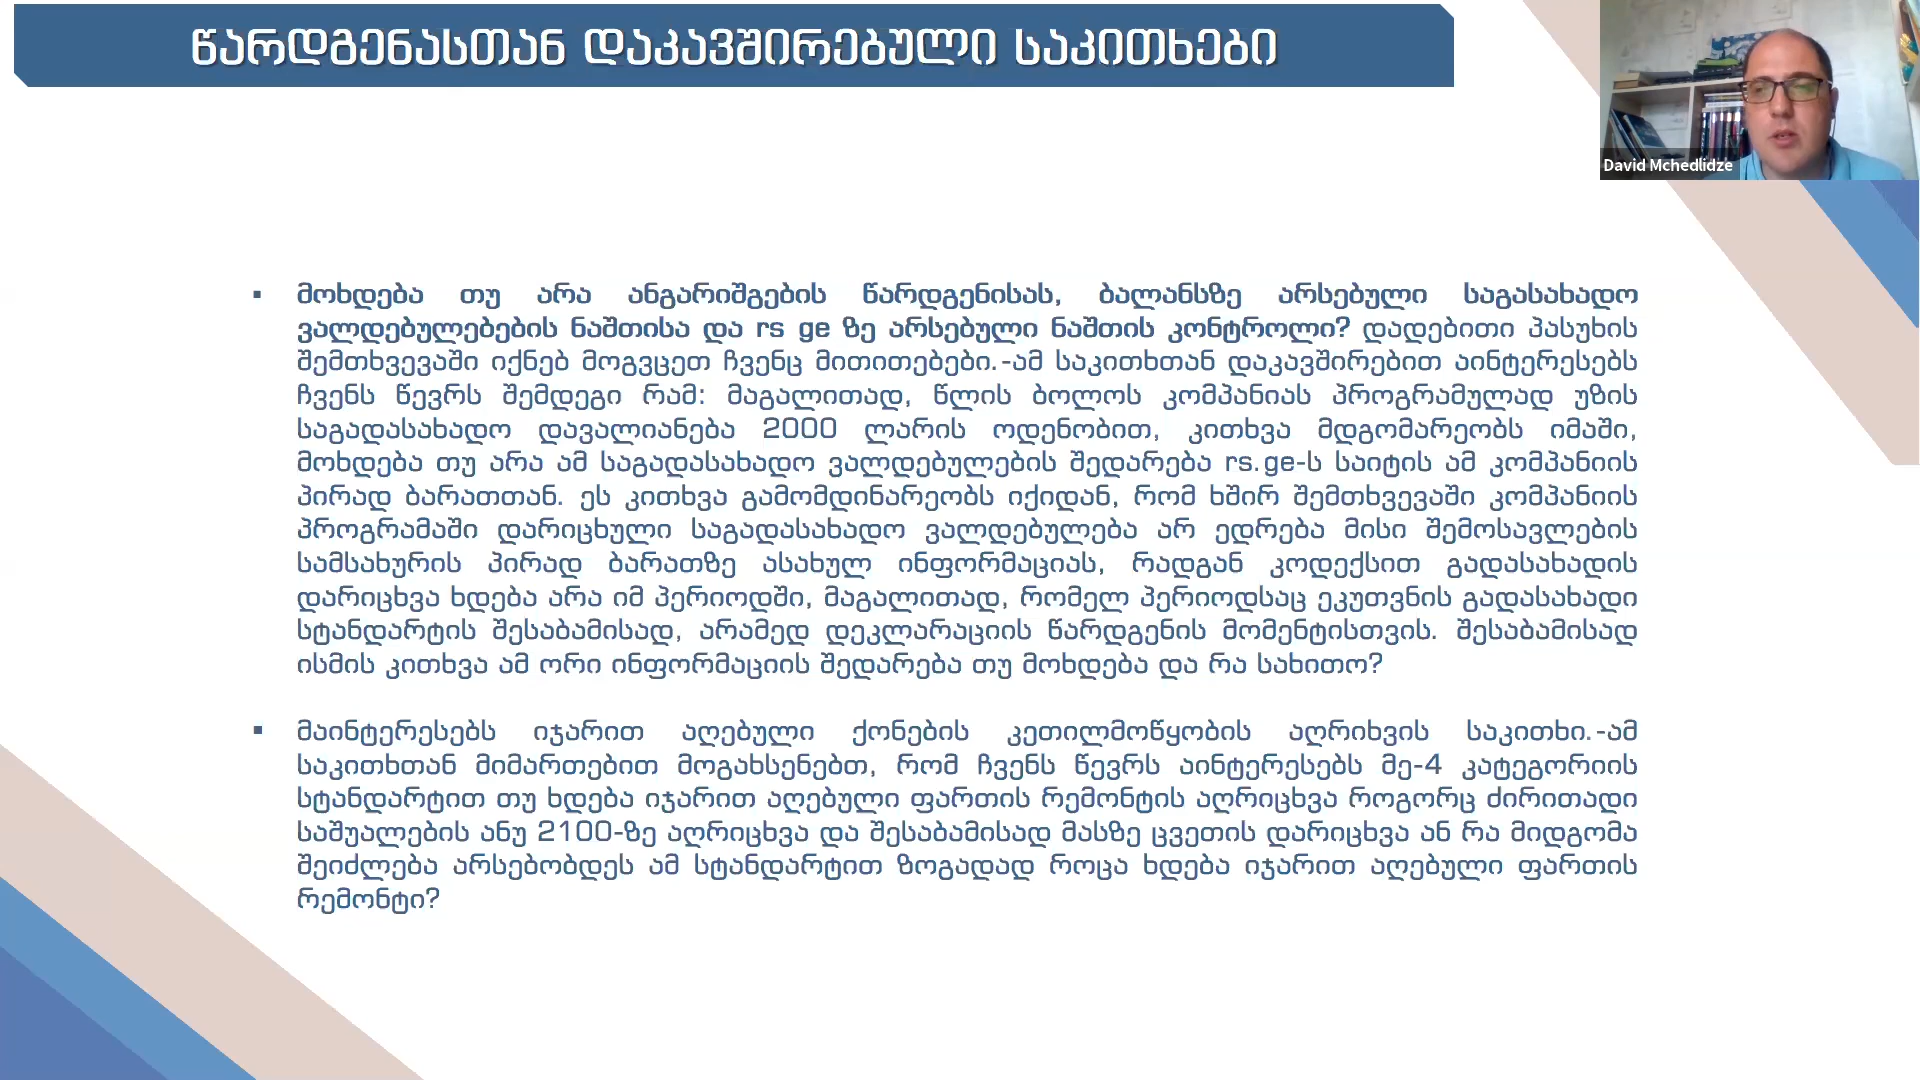 წარდგენასთან დაკავშირებული საკითხები
David Mchedlidze
▪ მოხდება თუ არა ანგარიშგების წარდგენისას, ბალანსზე არსებული საგასახადო
ვალდებულებების ნაშთისა და rs ge ზე არსებული ნაშთის კონტროლი? დადებითი პასუხის
შემთხვევაში იქნებ მოგვცეთ ჩვენც მითითებები.-ამ საკითხთან დაკავშირებით აინტერესებს
ჩვენს წევრს შემდეგი რამ: მაგალითად, წლის ბოლოს კომპანიას პროგრამულად უზის
საგადასახადო დავალიანება 2000 ლარის ოდენობით, კითხვა მდგომარეობს იმაში,
მოხდება თუ არა ამ საგადასახადო ვალდებულების შედარება rs.ge-ს საიტის ამ კომპანიის
პირად ბარათთან. ეს კითხვა გამომდინარეობს იქიდან, რომ ხშირ შემთხვევაში კომპანიის
პროგრამაში დარიცხული საგადასახადო ვალდებულება არ ედრება მისი შემოსავლების
სამსახურის პირად ბარათზე ასახულ ინფორმაციას, რადგან კოდექსით გადასახადის
დარიცხვა ხდება არა იმ პერიოდში, მაგალითად, რომელ პერიოდსაც ეკუთვნის გადასახადი
სტანდარტის შესაბამისად, არამედ დეკლარაციის წარდგენის მომენტისთვის. შესაბამისად
ისმის კითხვა ამ ორი ინფორმაციის შედარება თუ მოხდება და რა სახითო?
▪ მაინტერესებს იჯარით აღებული ქონების კეთილმოწყობის აღრიხვის საკითხი.-ამ
საკითხთან მიმართებით მოგახსენებთ, რომ ჩვენს წევრს აინტერესებს მე-4 კატეგორიის
სტანდარტით თუ ხდება იჯარით აღებული ფართის რემონტის აღრიცხვა როგორც ძირითადი
საშუალების ანუ 2100-ზე აღრიცხვა და შესაბამისად მასზე ცვეთის დარიცხვა ან რა მიდგომა
შეიძლება არსებობდეს ამ სტანდარტით ზოგადად როცა ხდება იჯარით აღებული ფართის
რემონტი?